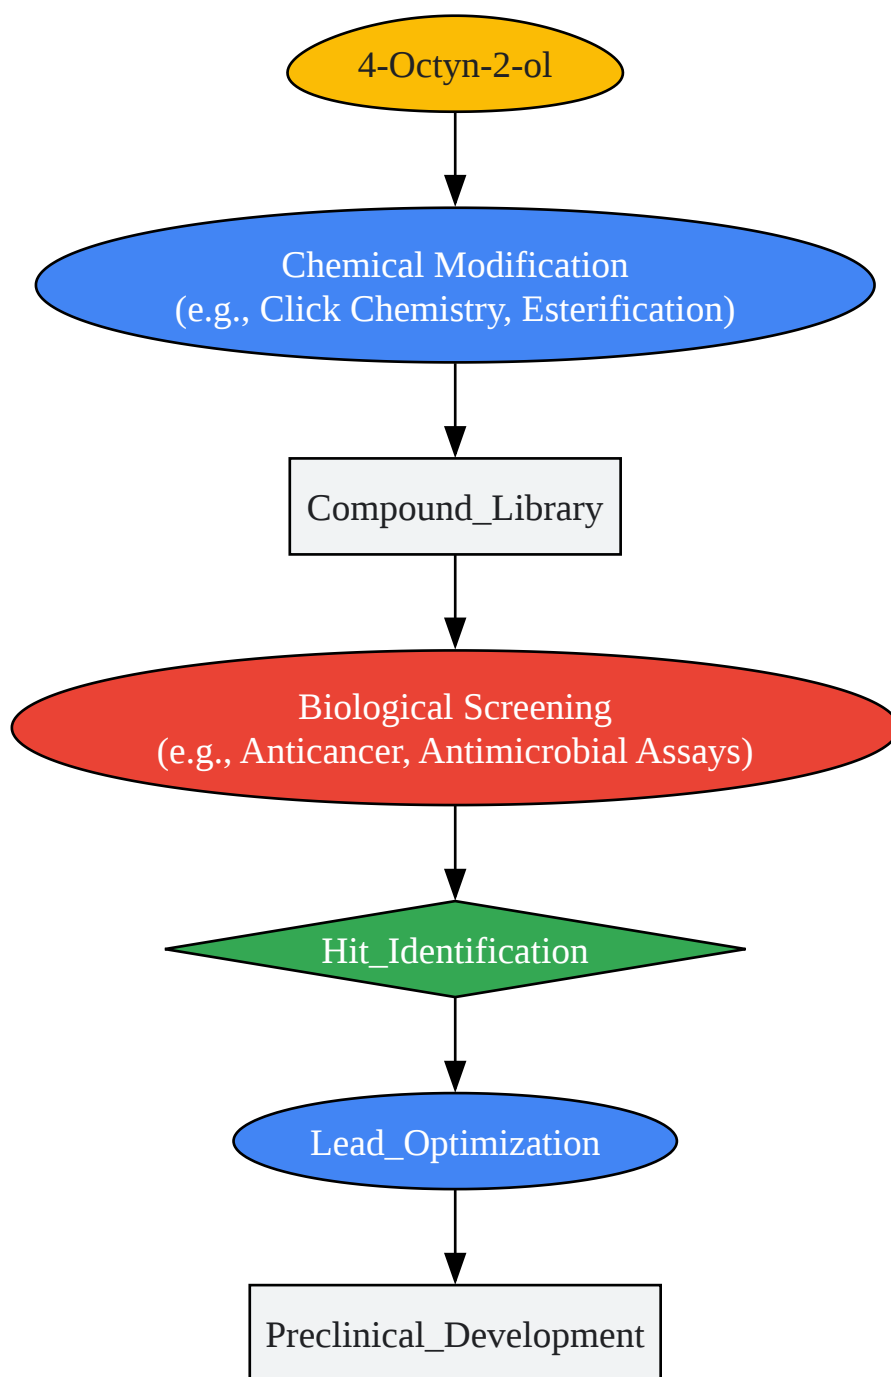 4-Octyn-2-ol
Chemical Modification
(e.g., Click Chemistry, Esterification)
Compound_Library
Biological Screening
(e.g., Anticancer, Antimicrobial Assays)
Hit_Identification
Lead_Optimization
Preclinical_Development